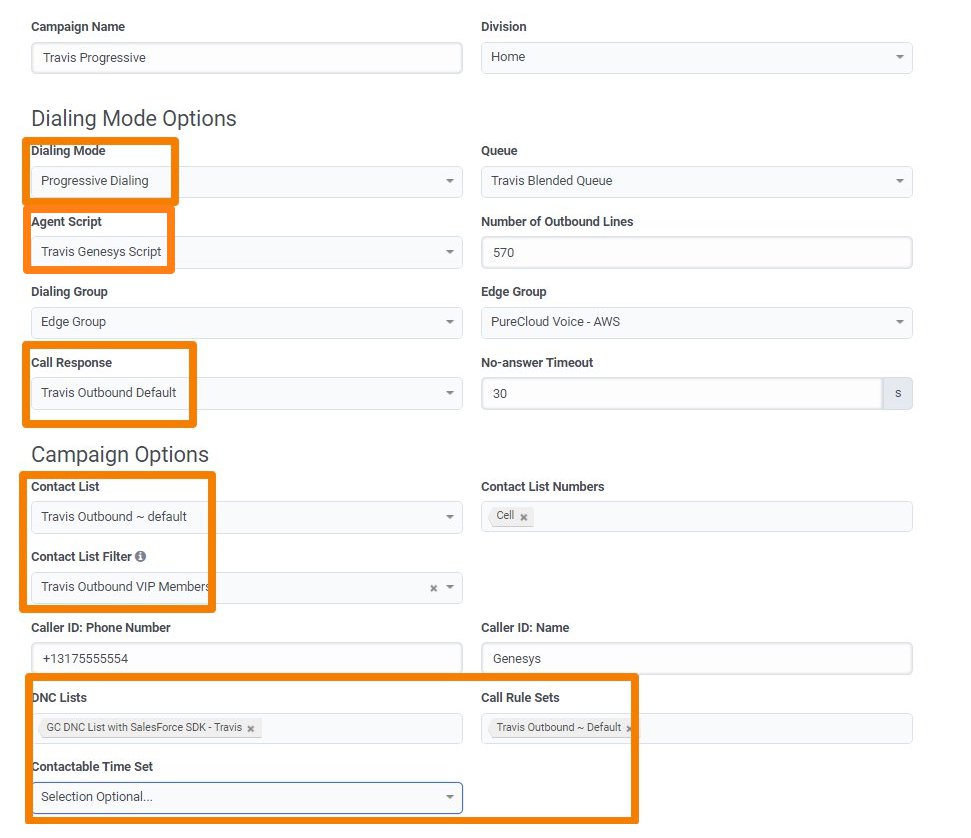 Campaign Name Division
Travis Progressive Home
Dialing Mode Options
Dialing Mode Queue
Progressive Dialing Travis Blended Queue
Agent Script Number of Outbound Lines
Travis Genesys Script 570
Dialing Group Edge Group
Edge Group PureCloud Voice - AWS
Call Response No-answer Timeout
Travis Outbound Default 30 s
Campaign Options
Contact List Contact List Numbers
Travis Outbound ~ default Cell
Contact List Filter
Travis Outbound VIP Members
Caller ID: Phone Number Caller ID: Name
+13175555554 Genesys
DNC Lists Call Rule Sets
GC DNC List with SalesForce SDK - Travis Travis Outbound ~ Default
Contactable Time Set
Selection Optional...